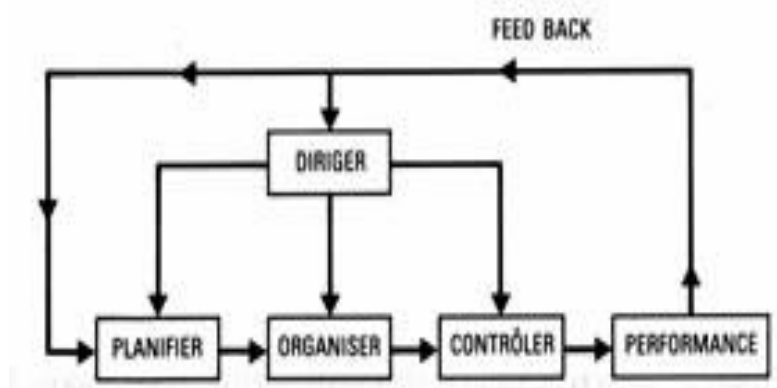 FEED BACK
DIRIGER
PLANIFIER
ORGANISER
CONTRÔLER
PERFORMANCE